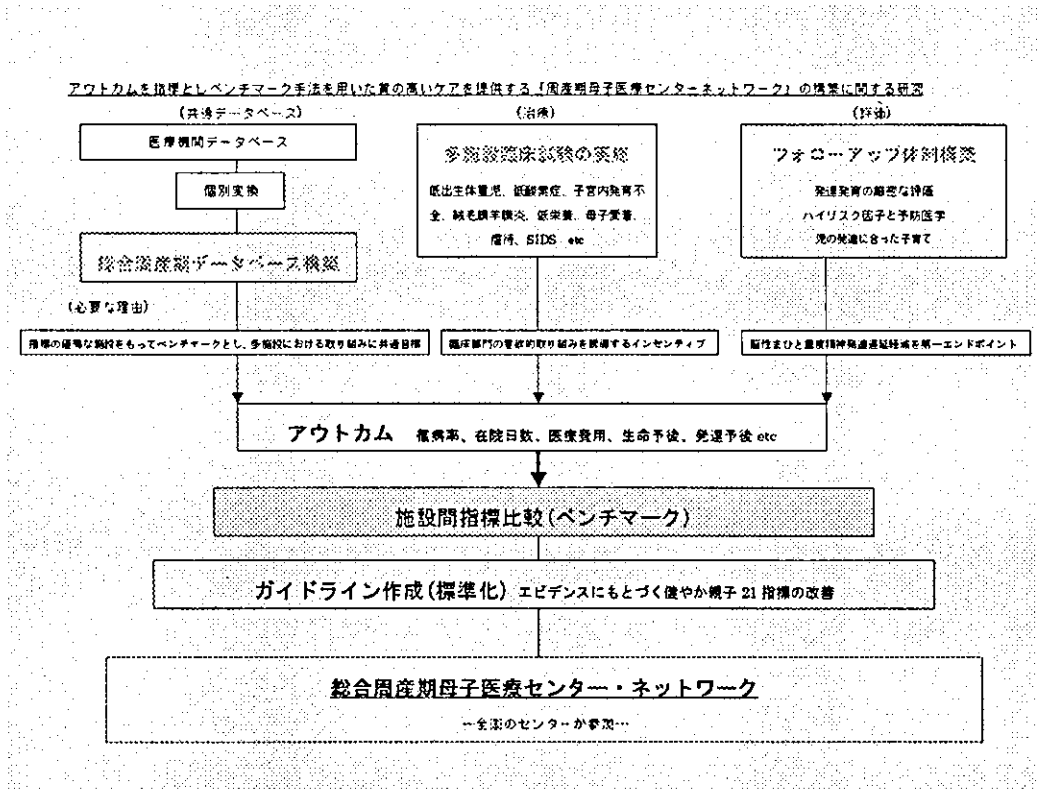 アウトカムを指標としベンチマーク手法を用いた質の高いケアを提供する「周産期母子医療センターネットワーク」の構築に関する研究
(共通データベース)
医療機関データベース
個別変換
総合周産期データベース構築
(必要な理由)
指標の優秀な施設をもってベンチマークとし、多施設における取り組みに共通目標
(治療)
多施設臨床試験の実施
低出生体重児、低酸素症、子宮内発育不
全、絨毛膜羊膜炎、低栄養、母子愛着、
虐待、SIDS etc
臨床部門の意欲的取り組みを誘導するインセンティブ
(評価)
フォローアップ体制構築
発達発育の厳密な評価
ハイリスク因子と予防医学
児の発達に合った子育て
脳性まひと重度精神発達遅延軽減を第一エンドポイント
アウトカム 罹病率、在院日数、医療費用、生命予後、発達予後 etc
施設間指標比較(ベンチマーク)
ガイドライン作成(標準化) エビデンスにもとづく健やか親子 21 指標の改善
総合周産期母子医療センター・ネットワーク
…全国のセンターが参加…